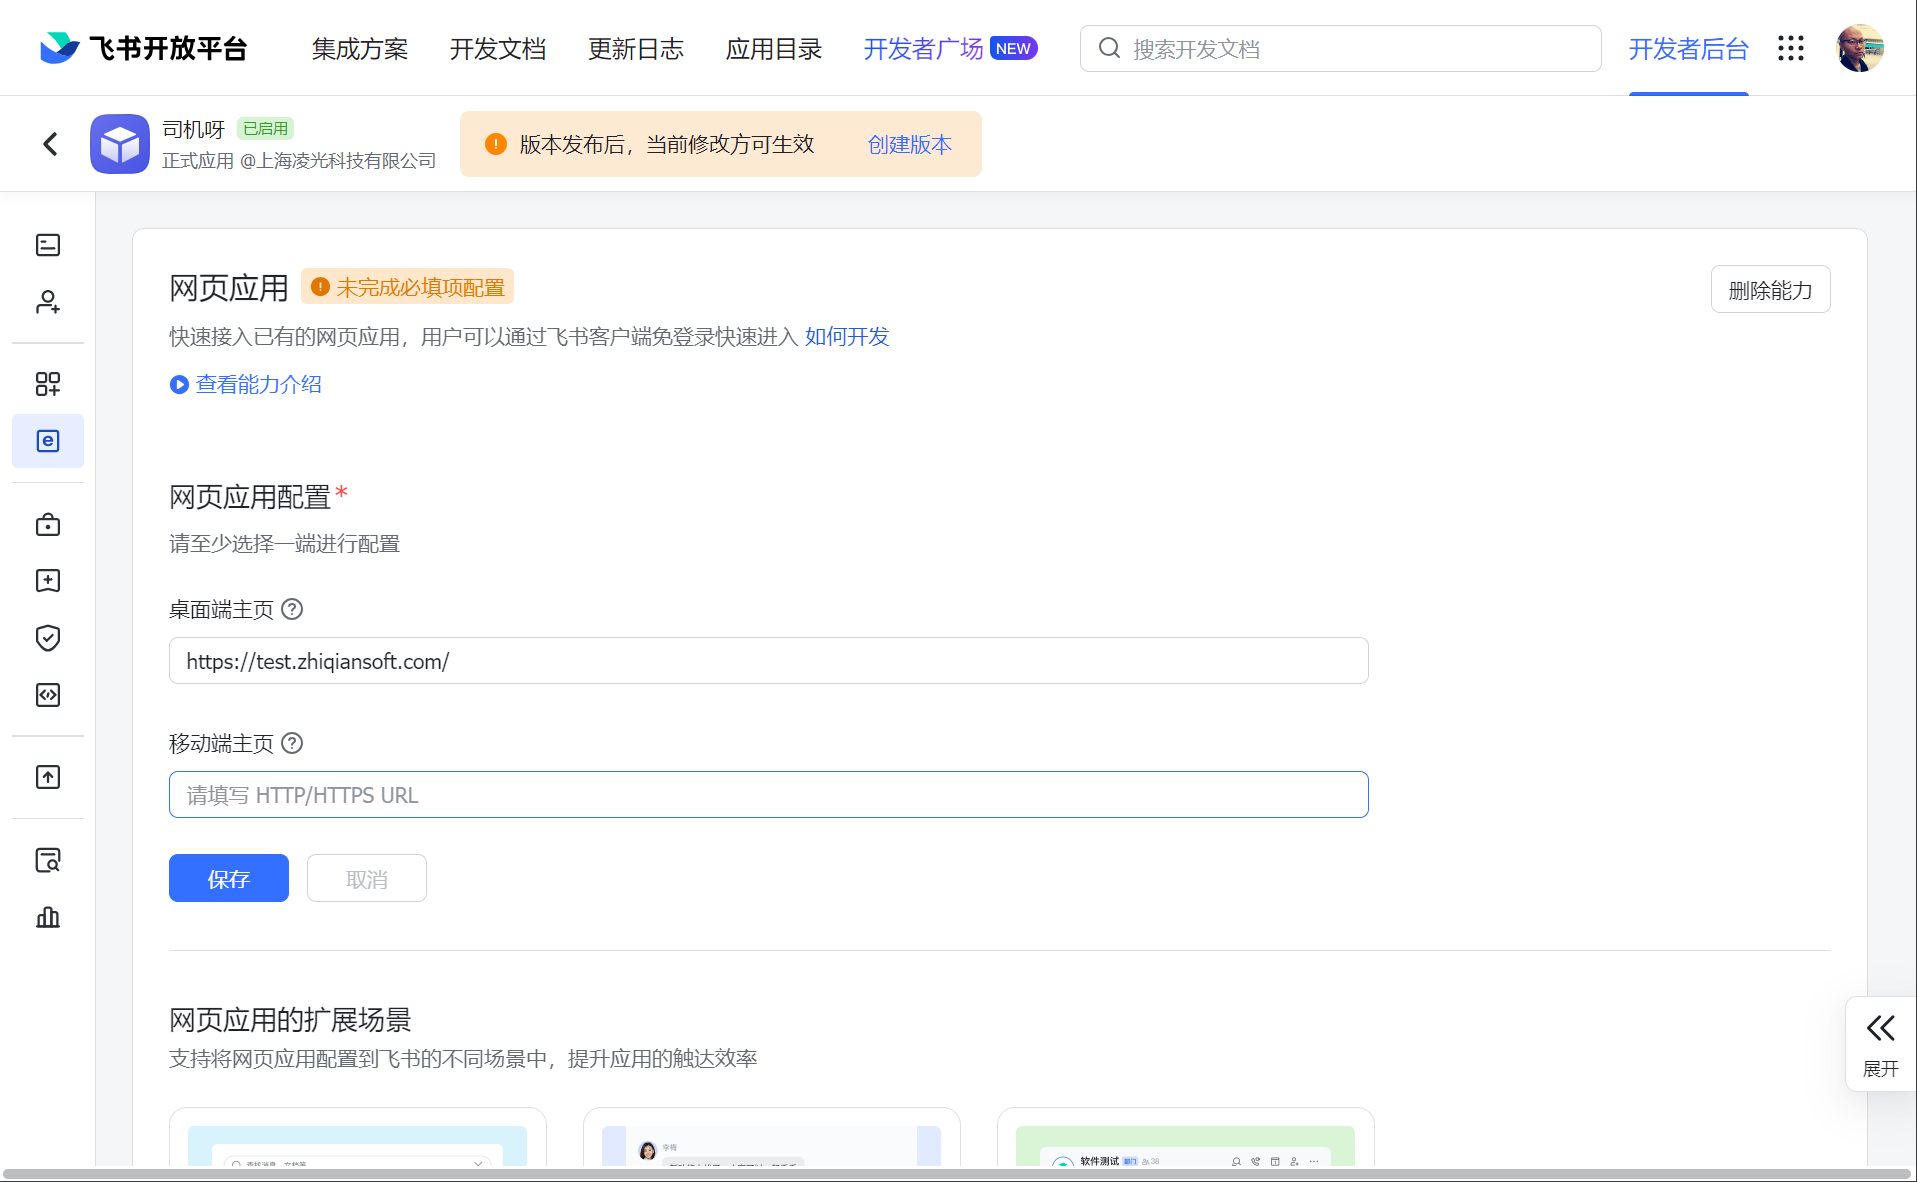 飞书开放平台
集成方案
开发文档
更新日志
应用目录
开发者广场 NEW
搜索开发文档
开发者后台
司机呀 已启用
正式应用 @上海凌光科技有限公司
版本发布后，当前修改方可生效 创建版本
网页应用 未完成必填项配置
删除能力
快速接入已有的网页应用，用户可以通过飞书客户端免登录快速进入 如何开发
查看能力介绍
网页应用配置*
请至少选择一端进行配置
桌面端主页
https://test.zhiqiansoft.com/
移动端主页
请填写 HTTP/HTTPS URL
保存 取消
网页应用的扩展场景
支持将网页应用配置到飞书的不同场景中，提升应用的触达效率
展开
李梅
软件测试 部门 38